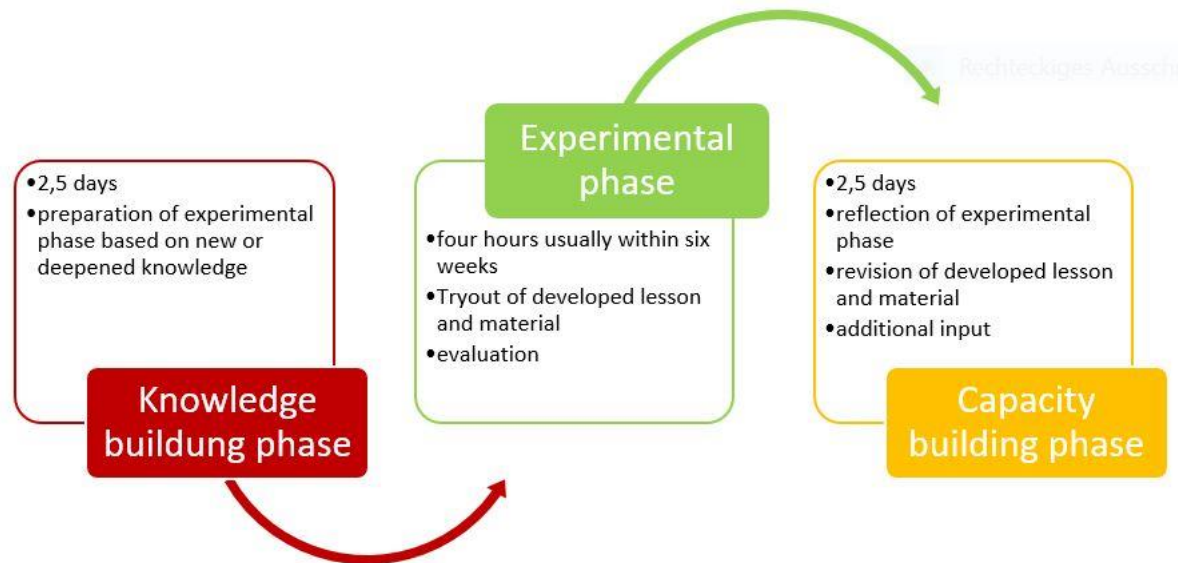 •2,5 days
•preparation of experimental
phase based on new or
deepened knowledge
Knowledge
buildung phase
Experimental
phase
•four hours usually within six
weeks
•Tryout of developed lesson
and material
•evaluation
•2,5 days
•reflection of experimental
phase
•revision of developed lesson
and material
•additional input
Capacity
building phase
Rechteckiges Ausschn